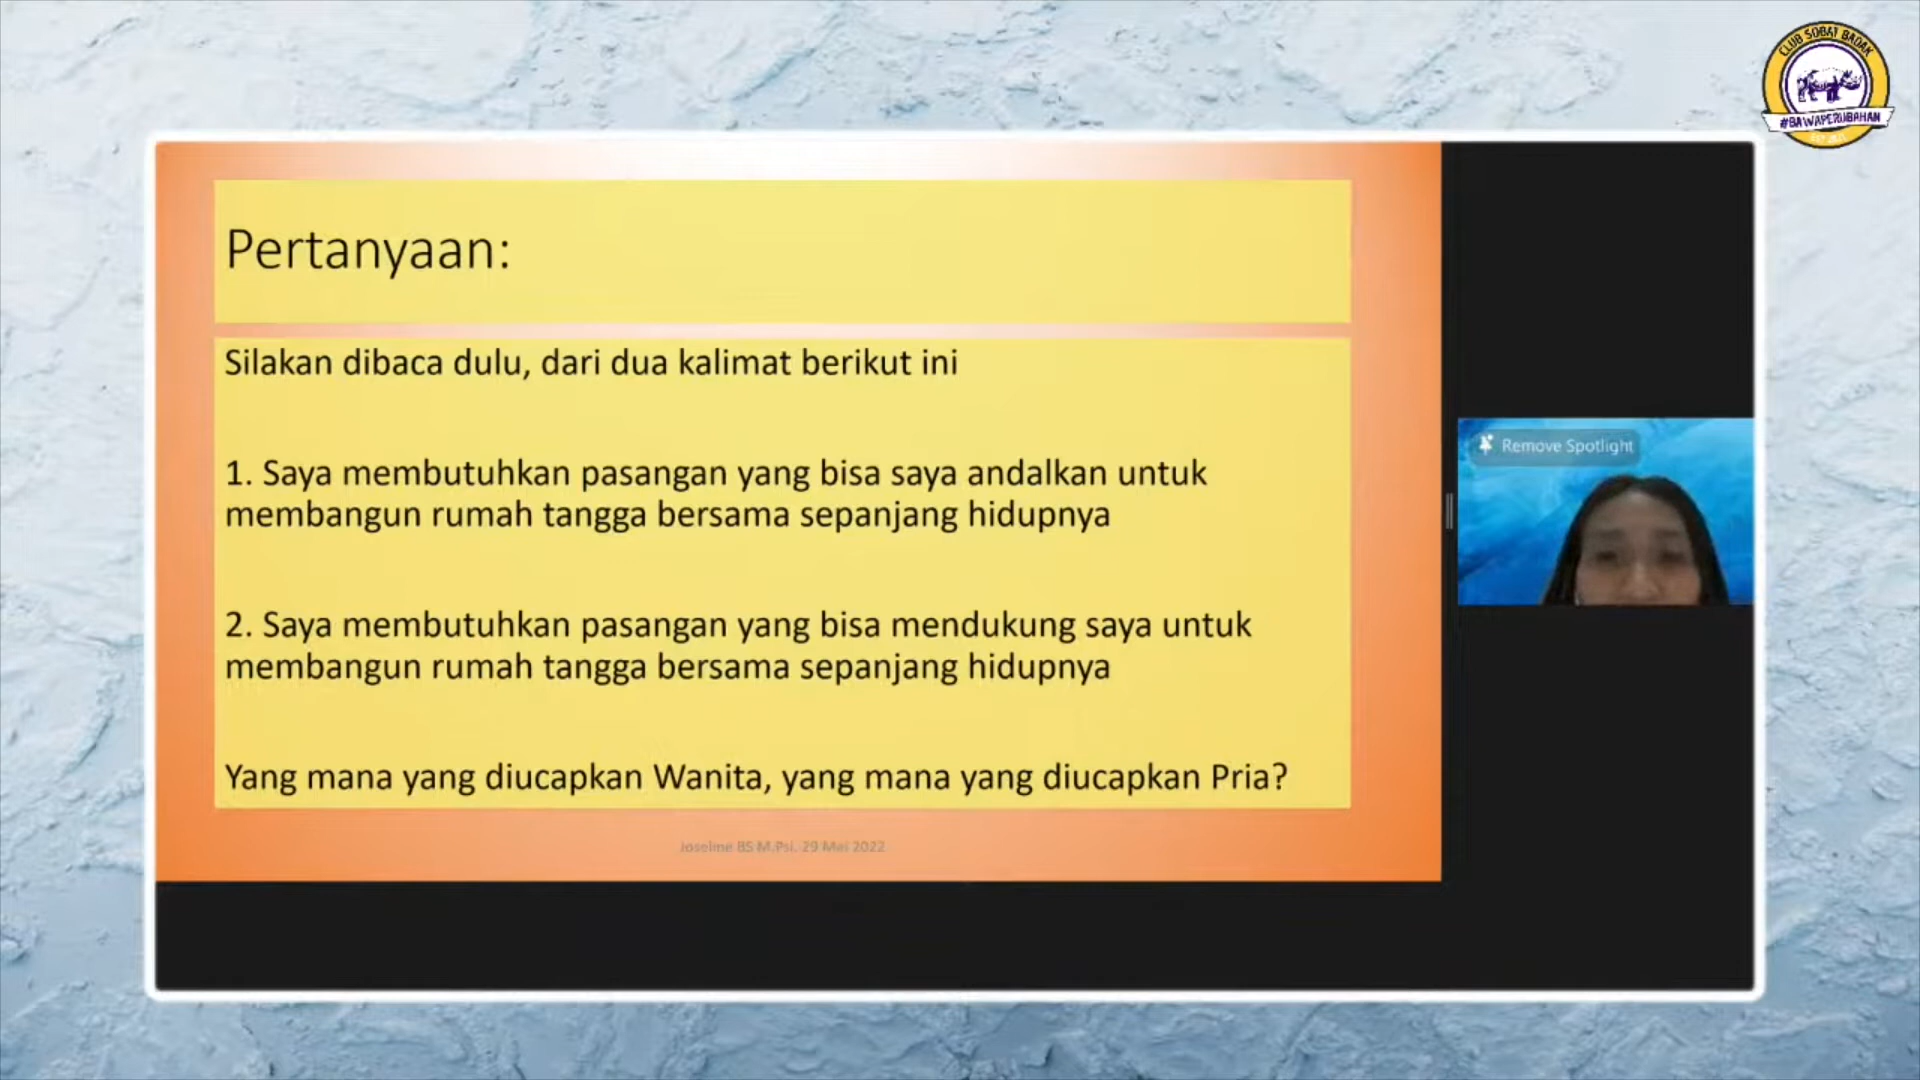 CLUB SOBAT BADAK
#BAWAPERUBAHAN
Pertanyaan:
Silakan dibaca dulu, dari dua kalimat berikut ini
1. Saya membutuhkan pasangan yang bisa saya andalkan untuk
membangun rumah tangga bersama sepanjang hidupnya
2. Saya membutuhkan pasangan yang bisa mendukung saya untuk
membangun rumah tangga bersama sepanjang hidupnya
Yang mana yang diucapkan Wanita, yang mana yang diucapkan Pria?
Joseline BS M.Psi. 29 Mei 2022
Remove Spotlight